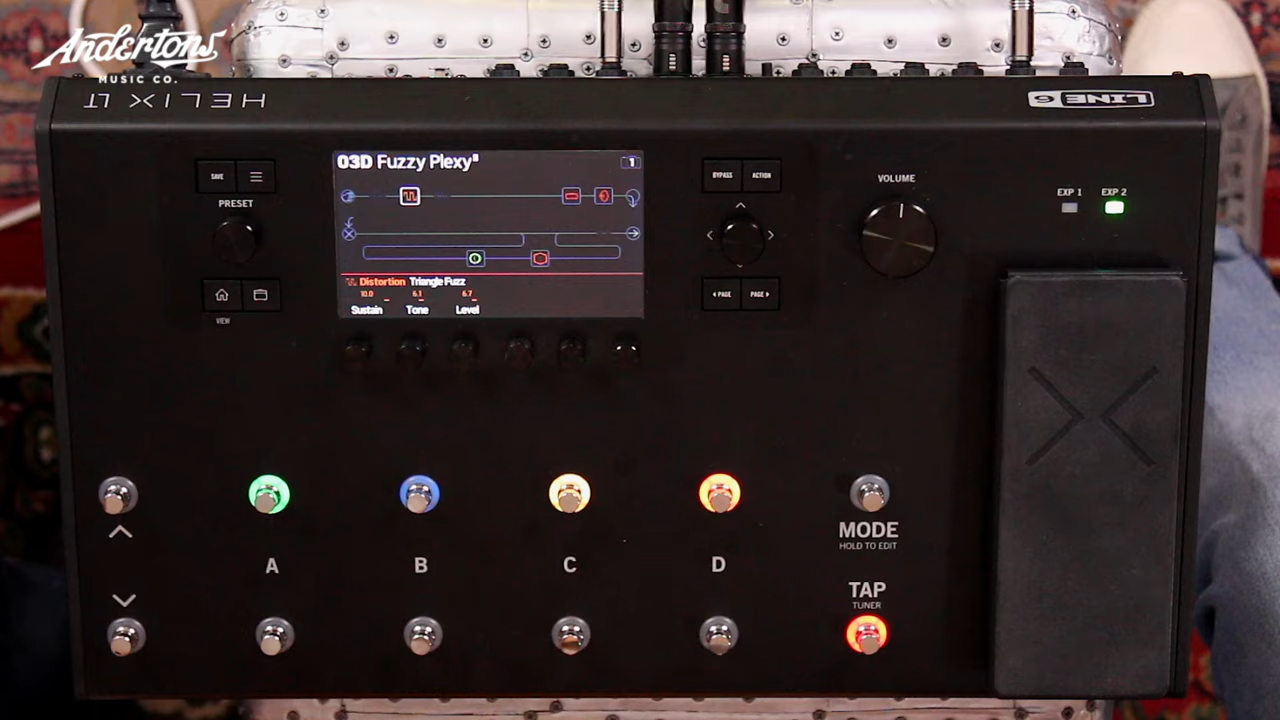 Andertons
MUSIC CO.
HELIX LT
LINE 6
SAVE
PRESET
VIEW
03D Fuzzy Plexy
1
Distortion Triangle Fuzz
10.0 6.1 6.7
Sustain Tone Level
BYPASS ACTION
PAGE PAGE
VOLUME
EXP 1 EXP 2
A B C D
MODE
HOLD TO EDIT
TAP
TUNER